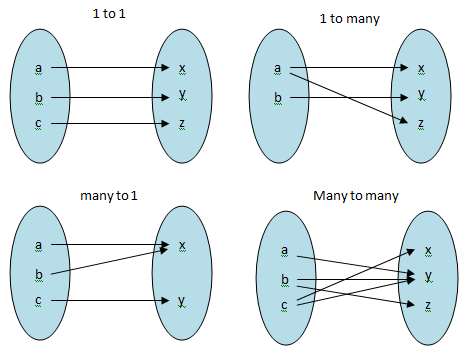 1 to 1
a x
b y
c z
1 to many
a x
b y
z
many to 1
a x
b
c y
Many to many
a x
b y
c z